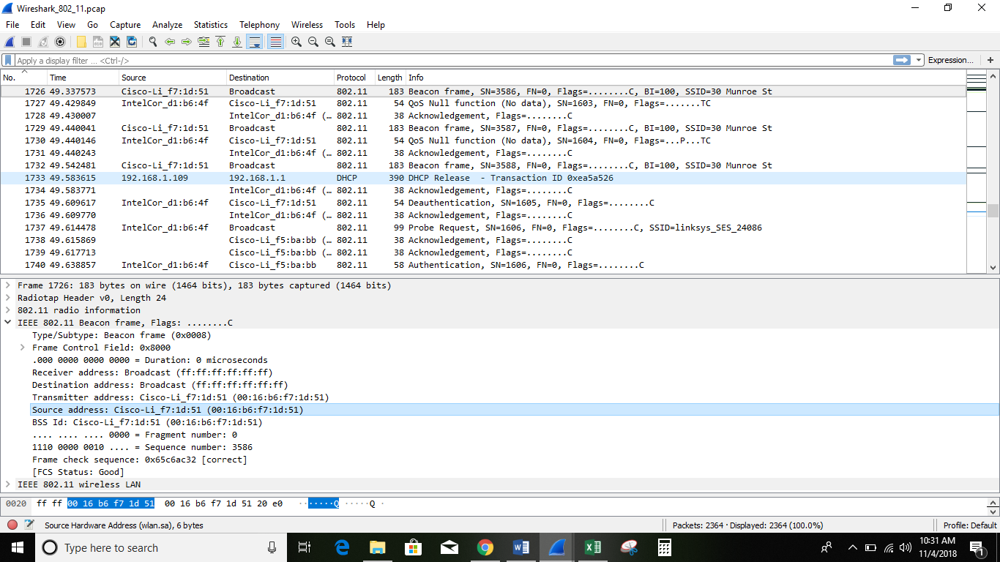 Wireshark_802_11.pcap
File Edit View Go Capture Analyze Statistics Telephony Wireless Tools Help
Apply a display filter ... <Ctrl-/>
Expression... +
No. Time Source Destination Protocol Length Info
1726 49.337573 Cisco-Li_f7:1d:51 Broadcast 802.11 183 Beacon frame, SN=3586, FN=0, Flags=........C, BI=100, SSID=30 Munroe St
1727 49.429849 IntelCor_d1:b6:4f Cisco-Li_f7:1d:51 802.11 54 QoS Null function (No data), SN=1603, FN=0, Flags=.......TC
1728 49.430007 IntelCor_d1:b6:4f (… 802.11 38 Acknowledgement, Flags=........C
1729 49.440041 Cisco-Li_f7:1d:51 Broadcast 802.11 183 Beacon frame, SN=3587, FN=0, Flags=........C, BI=100, SSID=30 Munroe St
1730 49.440146 IntelCor_d1:b6:4f Cisco-Li_f7:1d:51 802.11 54 QoS Null function (No data), SN=1604, FN=0, Flags=...P...TC
1731 49.440243 IntelCor_d1:b6:4f (… 802.11 38 Acknowledgement, Flags=........C
1732 49.542481 Cisco-Li_f7:1d:51 Broadcast 802.11 183 Beacon frame, SN=3588, FN=0, Flags=........C, BI=100, SSID=30 Munroe St
1733 49.583615 192.168.1.109 192.168.1.1 DHCP 390 DHCP Release  - Transaction ID 0xea5a526
1734 49.583771 IntelCor_d1:b6:4f (… 802.11 38 Acknowledgement, Flags=........C
1735 49.609617 IntelCor_d1:b6:4f Cisco-Li_f7:1d:51 802.11 54 Deauthentication, SN=1605, FN=0, Flags=........C
1736 49.609770 IntelCor_d1:b6:4f (… 802.11 38 Acknowledgement, Flags=........C
1737 49.614478 IntelCor_d1:b6:4f Broadcast 802.11 99 Probe Request, SN=1606, FN=0, Flags=........C, SSID=linksys_SES_24086
1738 49.615869 Cisco-Li_f5:ba:bb (… 802.11 38 Acknowledgement, Flags=........C
1739 49.617713 Cisco-Li_f5:ba:bb (… 802.11 38 Acknowledgement, Flags=........C
1740 49.638857 IntelCor_d1:b6:4f Cisco-Li_f5:ba:bb 802.11 58 Authentication, SN=1606, FN=0, Flags=........C
Frame 1726: 183 bytes on wire (1464 bits), 183 bytes captured (1464 bits)
Radiotap Header v0, Length 24
802.11 radio information
IEEE 802.11 Beacon frame, Flags: ........C
Type/Subtype: Beacon frame (0x0008)
Frame Control Field: 0x8000
.000 0000 0000 0000 = Duration: 0 microseconds
Receiver address: Broadcast (ff:ff:ff:ff:ff:ff)
Destination address: Broadcast (ff:ff:ff:ff:ff:ff)
Transmitter address: Cisco-Li_f7:1d:51 (00:16:b6:f7:1d:51)
Source address: Cisco-Li_f7:1d:51 (00:16:b6:f7:1d:51)
BSS Id: Cisco-Li_f7:1d:51 (00:16:b6:f7:1d:51)
.... .... .... 0000 = Fragment number: 0
1110 0000 0010 .... = Sequence number: 3586
Frame check sequence: 0x65c6ac32 [correct]
[FCS Status: Good]
IEEE 802.11 wireless LAN
0020 ff ff 00 16 b6 f7 1d 51 00 16 b6 f7 1d 51 20 e0 ·······Q ·····Q ·
Source Hardware Address (wlan.sa), 6 bytes
Packets: 2364 · Displayed: 2364 (100.0%)
Profile: Default
Type here to search
10:31 AM
11/4/2018
1